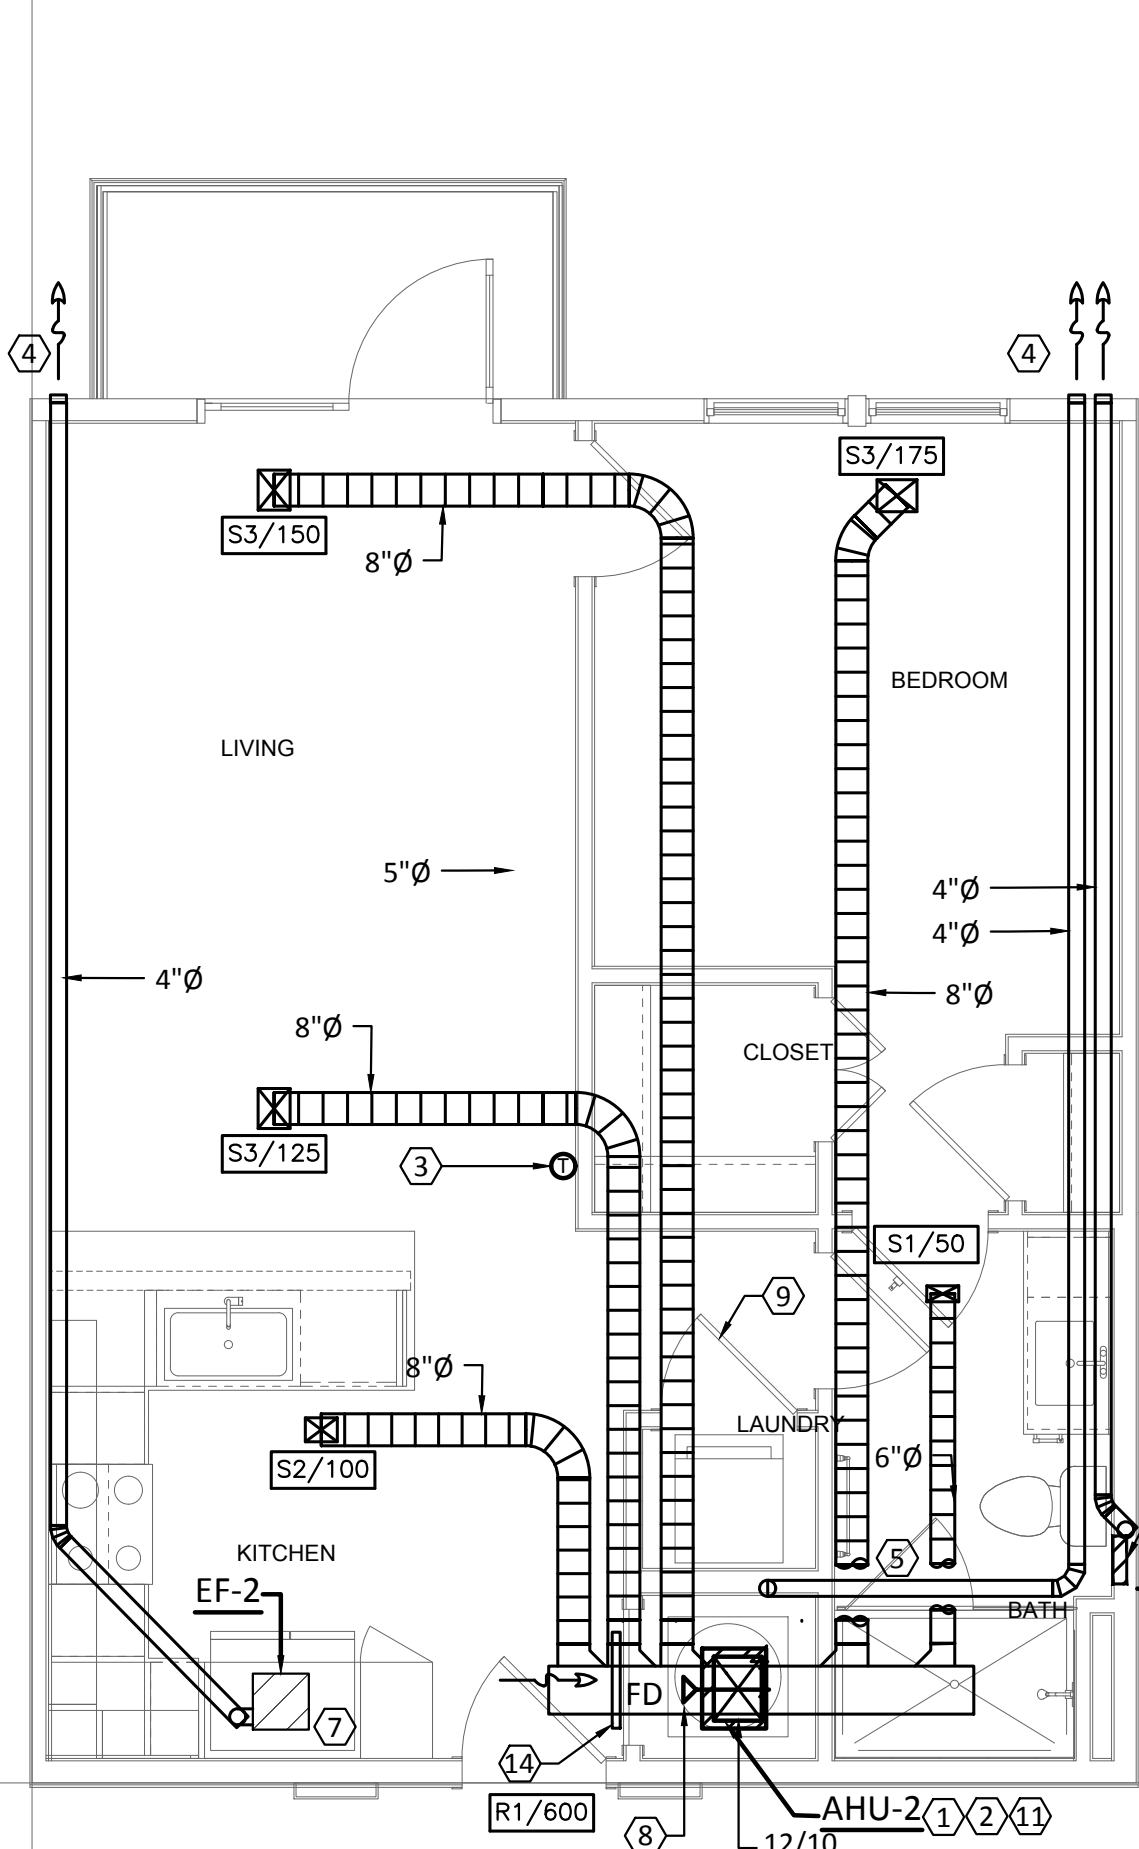 4
4
S3/175
S3/150
8"Ø
BEDROOM
LIVING
5"Ø
4"Ø
4"Ø
4"Ø
8"Ø
8"Ø
CLOSET
S3/125
3
T
S1/50
9
8"Ø
LAUNDRY
S2/100
6"Ø
KITCHEN
5
EF-2
BATH
FD
7
14
R1/600
AHU-2 1 2 11
8
12/10